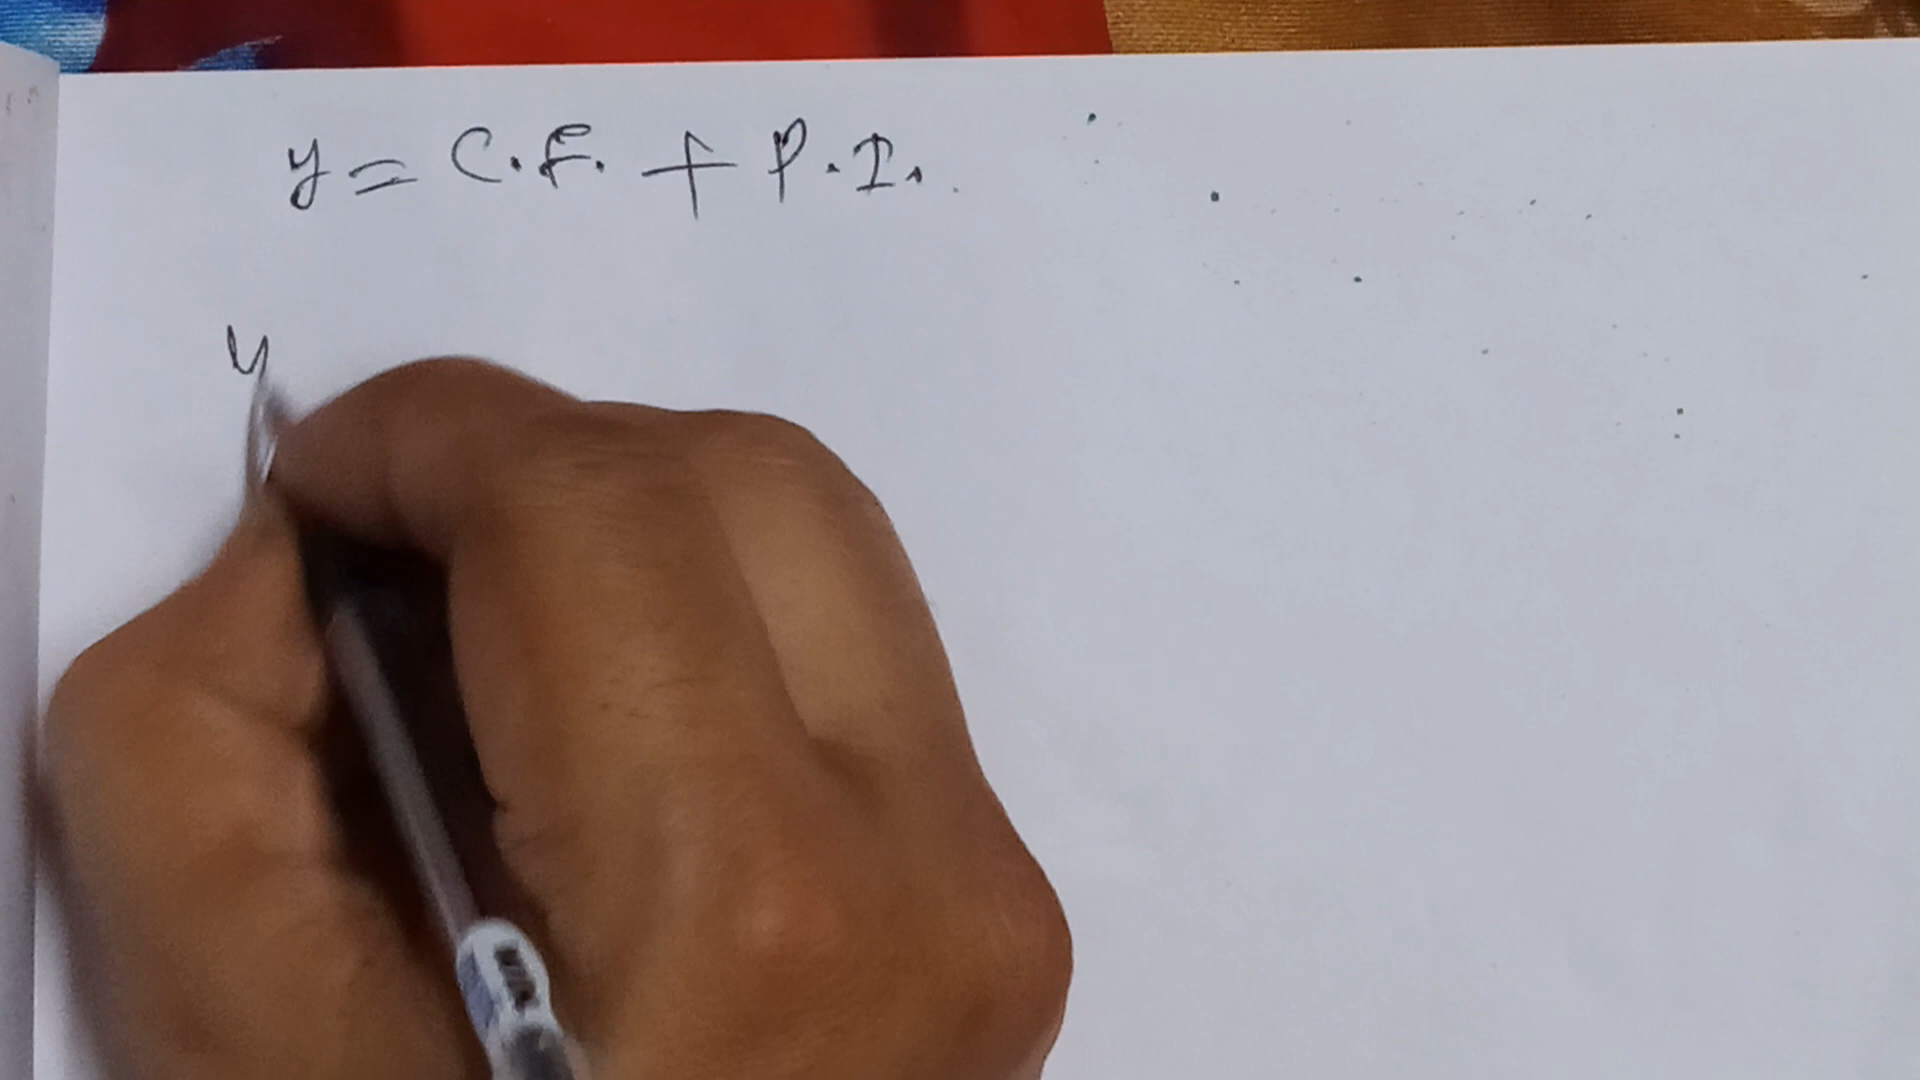 y = C.F. + P.I.
y